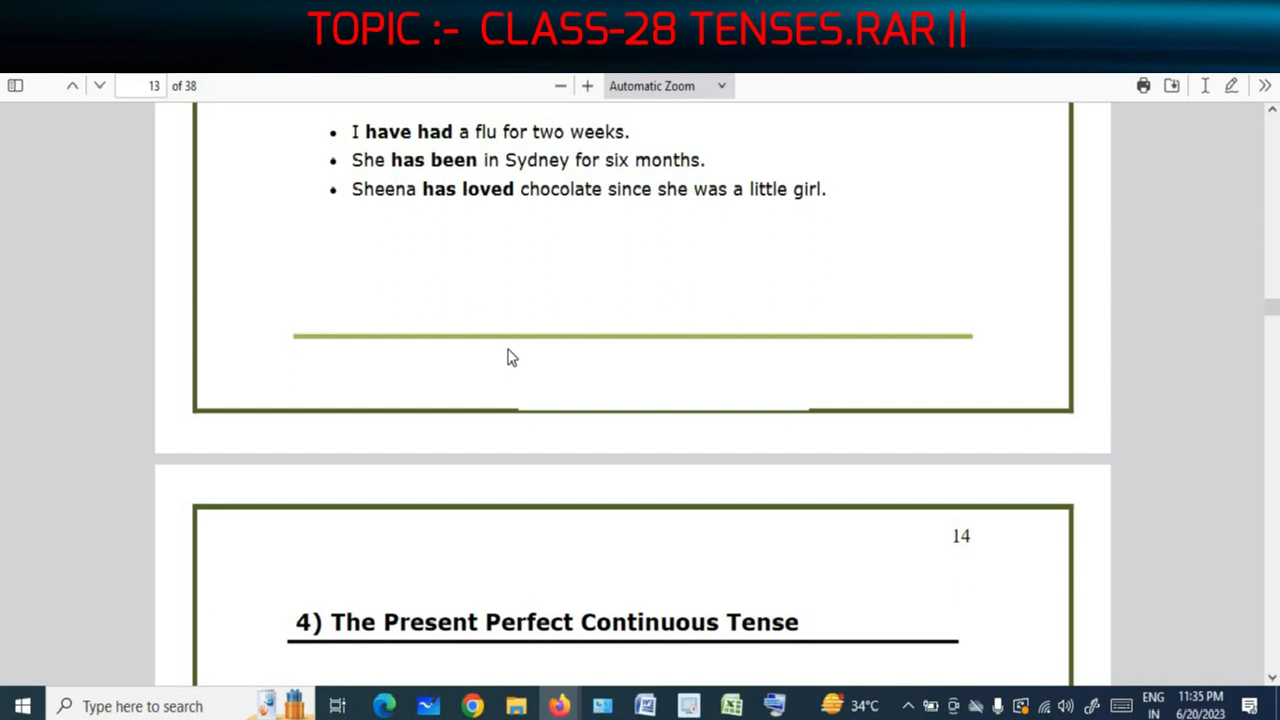 TOPIC :- CLASS-28 TENSES.RAR ||
13 of 38
Automatic Zoom
• I have had a flu for two weeks.
• She has been in Sydney for six months.
• Sheena has loved chocolate since she was a little girl.
14
4) The Present Perfect Continuous Tense
Type here to search
34°C
ENG
IN
11:35 PM
6/20/2023